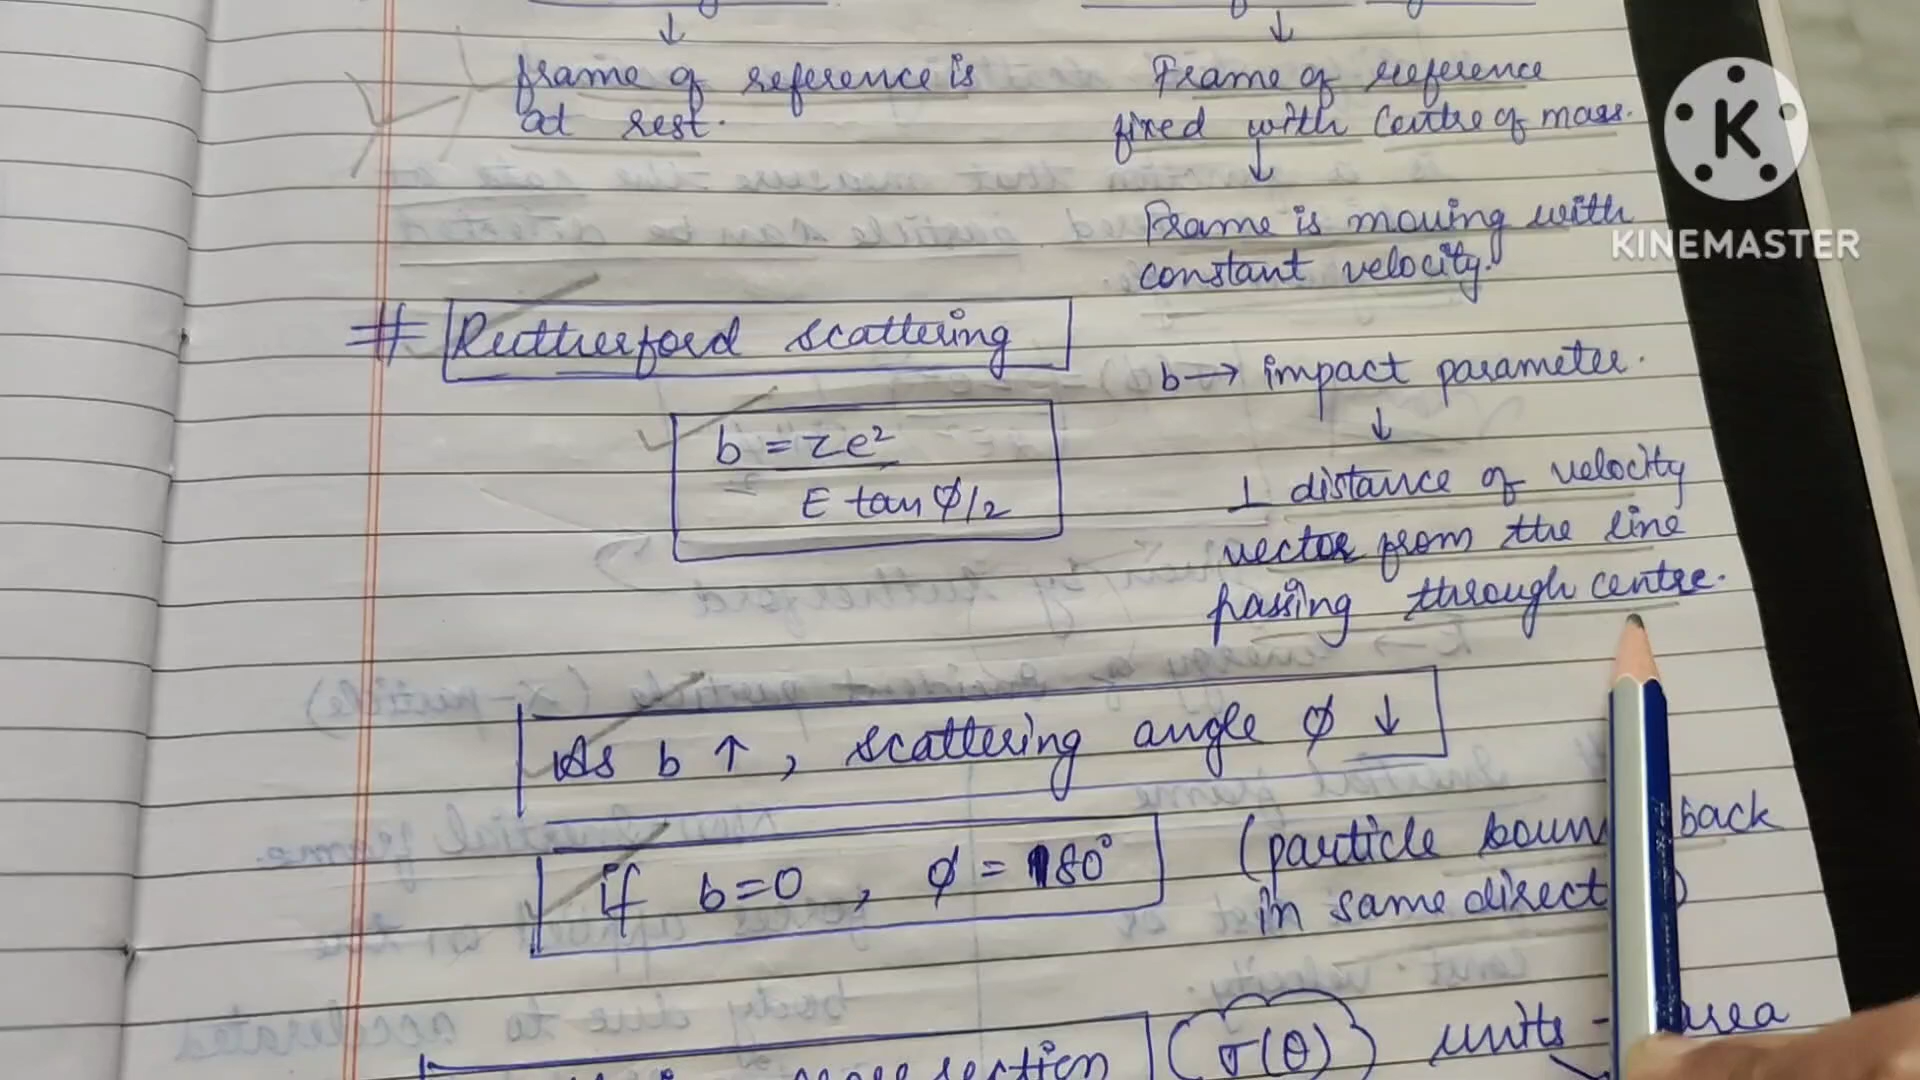 ↓
frame of reference is
at rest.
↓
Frame of reference
fixed with Centre of mass.
↓
Frame is moving with
constant velocity.
KINEMASTER
# Rutherford scattering
b → impact parameter.
↓
⊥ distance of velocity
vector from the line
passing through centre.
b = ze²
E tan φ/2
As b ↑, scattering angle φ ↓
if b=0, φ = 180°
(particle boun back
in same direct )
section (σ(θ)) units - area